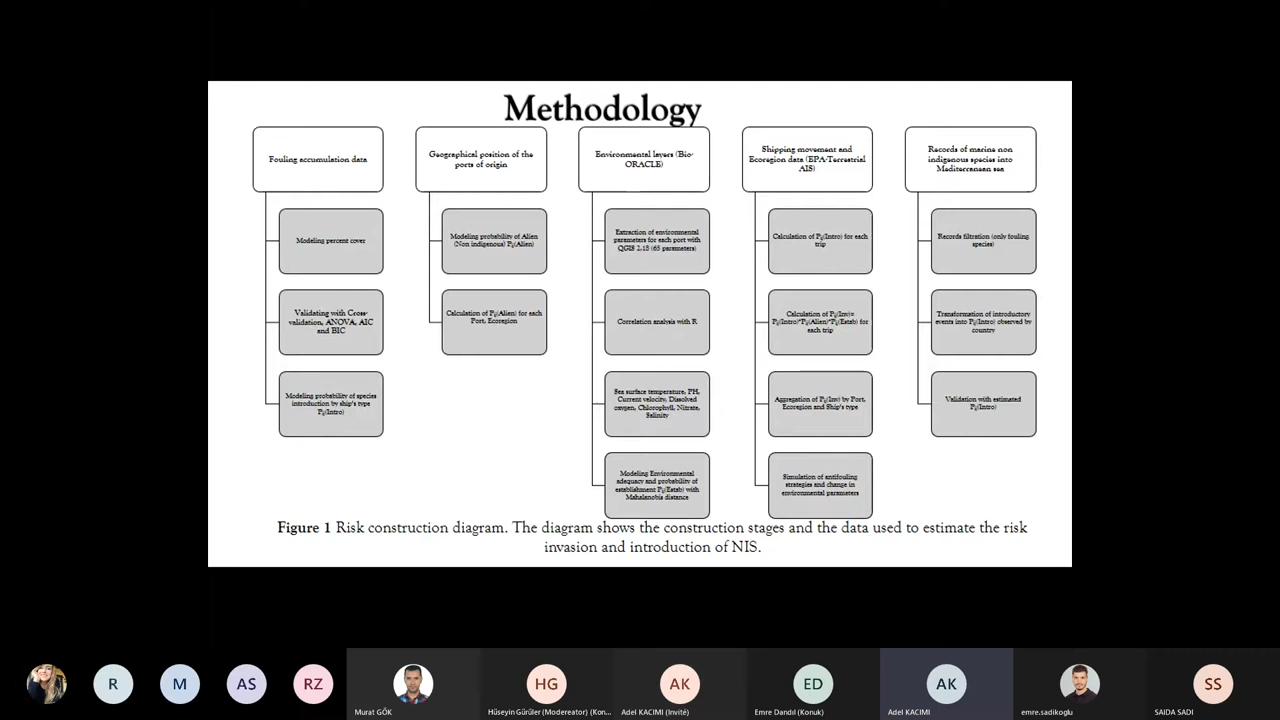 Methodology
Fouling accumulation data
Modeling percent cover
Validating with Cross-
validation, ANOVA, AIC
and BIC
Modeling probability of species
introduction by ship's type
Pij(Intro)
Geographical position of the
ports of origin
Modeling probability of Alien
(Non indigenous) Pij(Alien)
Calculation of Pij(Alien) for each
Port, Ecoregion
Environmental layers (Bio-
ORACLE)
Extraction of environmental
parameters for each port with
QGIS 2.18 (63 parameters)
Correlation analysis with R
Sea surface temperature, PH,
Current velocity, Dissolved
oxygen, Chlorophyll, Nitrate,
Salinity
Modeling Environmental
adequacy and probability of
establishment Pij(Estab) with
Mahalanobis distance
Shipping movement and
Ecoregion data (EPA-Terrestrial
AIS)
Calculation of Pij(Intro) for each
trip
Calculation of Pij(Inv)=
Pij(Intro)*Pij(Alien)*Pij(Estab) for
each trip
Aggregation of Pij(Inv) by Port,
Ecoregion and Ship's type
Simulation of antifouling
strategies and change in
environmental parameters
Records of marine non
indigenous species into
Mediterranean sea
Records filtration (only fouling
species)
Transformation of introductory
events into Pij(Intro) observed by
country
Validation with estimated
Pij(Intro)
Figure 1 Risk construction diagram. The diagram shows the construction stages and the data used to estimate the risk
invasion and introduction of NIS.
R
M
AS
RZ
Murat GÖK
HG
Hüseyin Gürüler (Modereator) (Kon...
AK
Adel KACIMI (Invité)
ED
Emre Dandıl (Konuk)
AK
Adel KACIMI
emre.sadikoglu
SS
SAIDA SADI